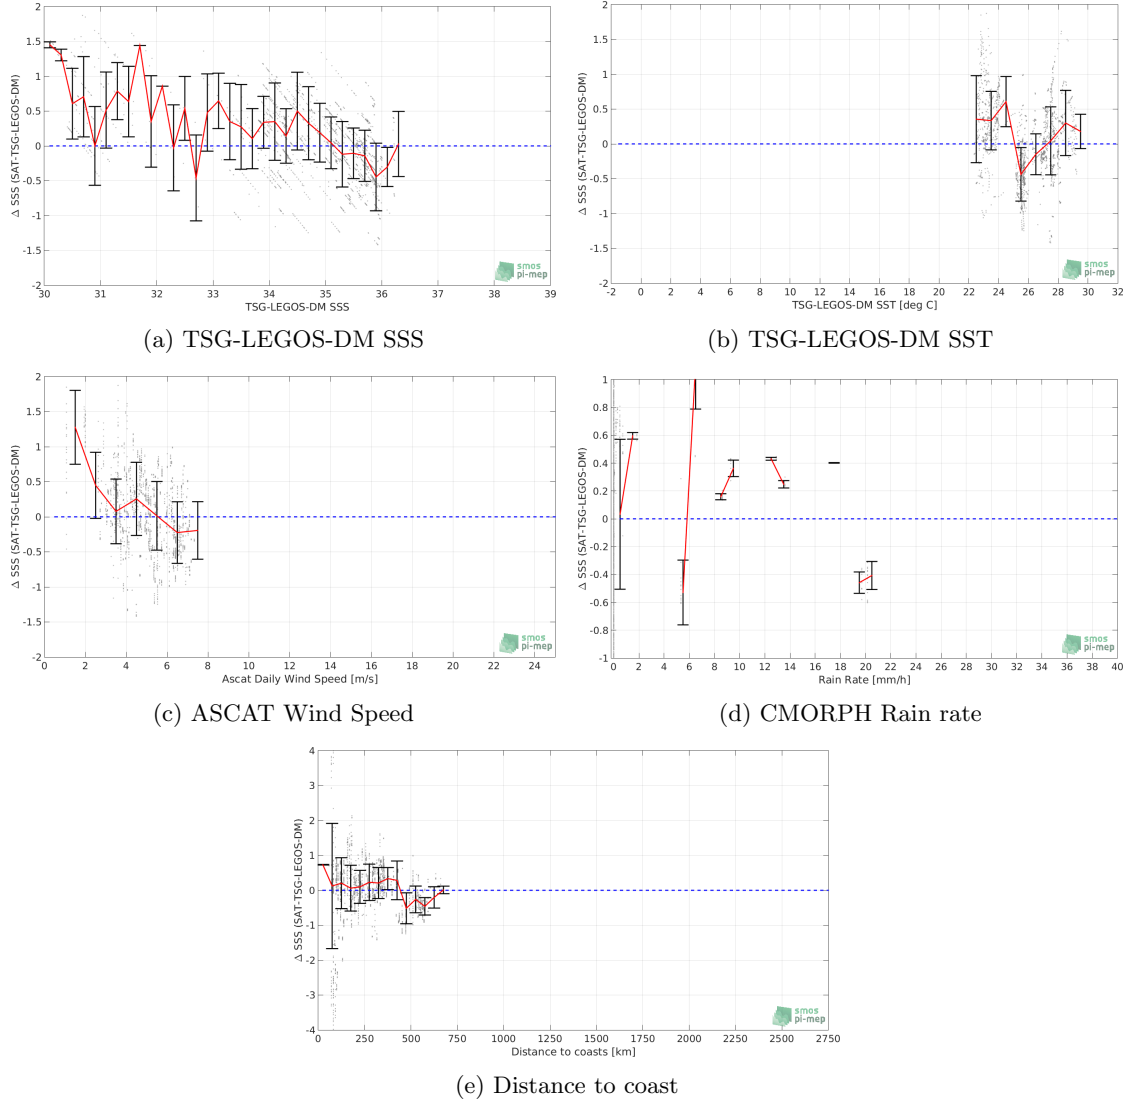 2
1.5
1
0.5
0
-0.5
-1
-1.5
-2
Δ SSS (SAT-TSG-LEGOS-DM)
30 31 32 33 34 35 36 37 38 39
TSG-LEGOS-DM SSS
smos
pi-mep
(a) TSG-LEGOS-DM SSS
2
1.5
1
0.5
0
-0.5
-1
-1.5
-2
Δ SSS (SAT-TSG-LEGOS-DM)
-2 0 2 4 6 8 10 12 14 16 18 20 22 24 26 28 30 32
TSG-LEGOS-DM SST [deg C]
smos
pi-mep
(b) TSG-LEGOS-DM SST
2
1.5
1
0.5
0
-0.5
-1
-1.5
-2
Δ SSS (SAT-TSG-LEGOS-DM)
0 2 4 6 8 10 12 14 16 18 20 22 24
Ascat Daily Wind Speed [m/s]
smos
pi-mep
(c) ASCAT Wind Speed
1
0.8
0.6
0.4
0.2
0
-0.2
-0.4
-0.6
-0.8
-1
Δ SSS (SAT-TSG-LEGOS-DM)
0 2 4 6 8 10 12 14 16 18 20 22 24 26 28 30 32 34 36 38 40
Rain Rate [mm/h]
smos
pi-mep
(d) CMORPH Rain rate
4
3
2
1
0
-1
-2
-3
-4
Δ SSS (SAT-TSG-LEGOS-DM)
0 250 500 750 1000 1250 1500 1750 2000 2250 2500 2750
Distance to coasts [km]
smos
pi-mep
(e) Distance to coast